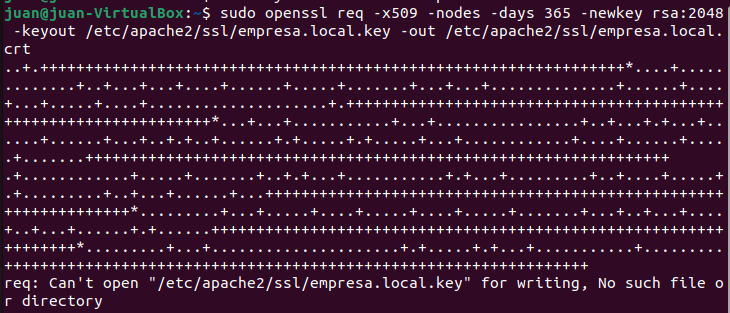 juan@juan-VirtualBox:~$ sudo openssl req -x509 -nodes -days 365 -newkey rsa:2048
 -keyout /etc/apache2/ssl/empresa.local.key -out /etc/apache2/ssl/empresa.local.
crt
..+.+++++++++++++++++++++++++++++++++++++++++++++++++++++++++++++++++*....+.....
.........+..+...+...+....+......+.....+.......+...+...+...............+......+....
+...+.....+....+......................+.+++++++++++++++++++++++++++++++++++++++++
+++++++++++++++++++++++++*...+...+............+...+................+..+...+.+...+..
....+......+...+..+.+..+......+.+.....+.+.....+...+.............+.....+......+....
.+.......+++++++++++++++++++++++++++++++++++++++++++++++++++++++++++++++++
.............+.....+.......+..+.+...+............+.+...+.........+......+....+.....+
.+.........+..+...+......+...++++++++++++++++++++++++++++++++++++++++++++++++++++
+++++++++++++*..........+....+.....+....+.....+....+.....+.......+...+..+...+....
+..+...+......+.+......++++++++++++++++++++++++++++++++++++++++++++++++++++++++++
++++++++*..........+...+......................+.+....+.+...+...........+.........
+++++++++++++++++++++++++++++++++++++++++++++++++++++++++++++++++
req: Can't open "/etc/apache2/ssl/empresa.local.key" for writing, No such file o
r directory